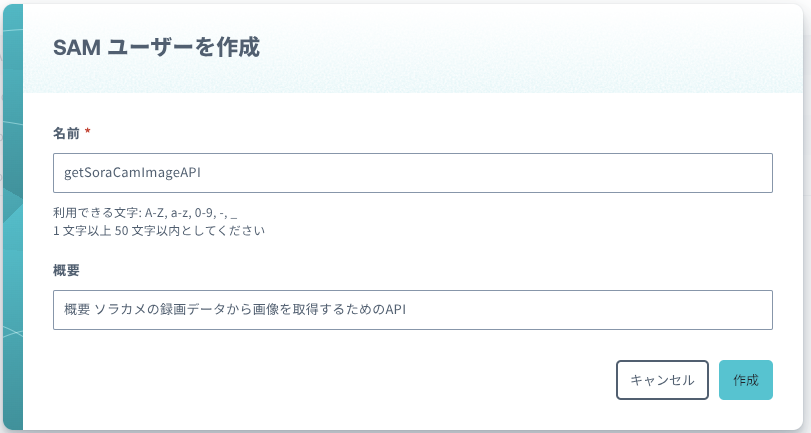 SAM ユーザーを作成
名前 *
getSoraCamImageAPI
利用できる文字: A-Z, a-z, 0-9, -, _
1 文字以上 50 文字以内としてください
概要
概要 ソラカメの録画データから画像を取得するためのAPI
キャンセル
作成